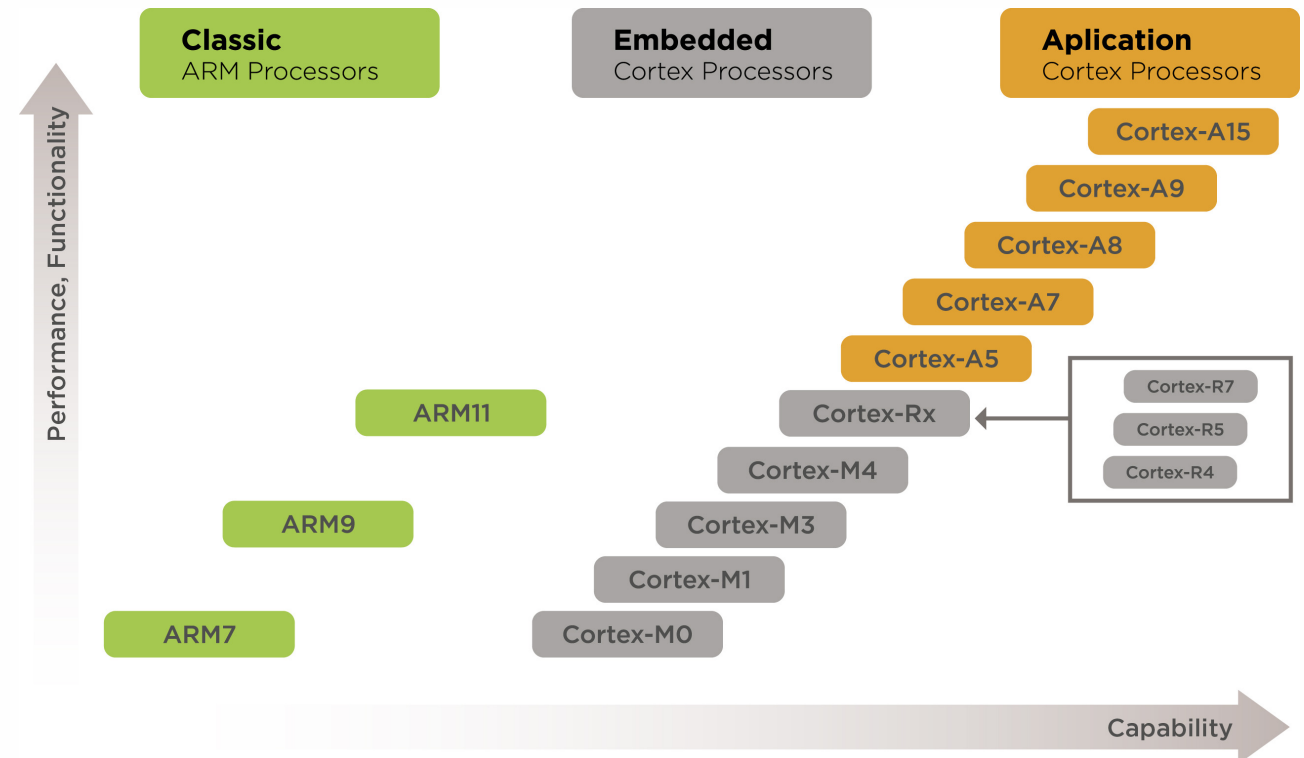 Classic
ARM Processors
Embedded
Cortex Processors
Aplication
Cortex Processors
Performance, Functionality
Cortex-A15
Cortex-A9
Cortex-A8
Cortex-A7
Cortex-A5
Cortex-R7
ARM11
Cortex-Rx
Cortex-R5
Cortex-M4
Cortex-R4
ARM9
Cortex-M3
Cortex-M1
ARM7
Cortex-M0
Capability